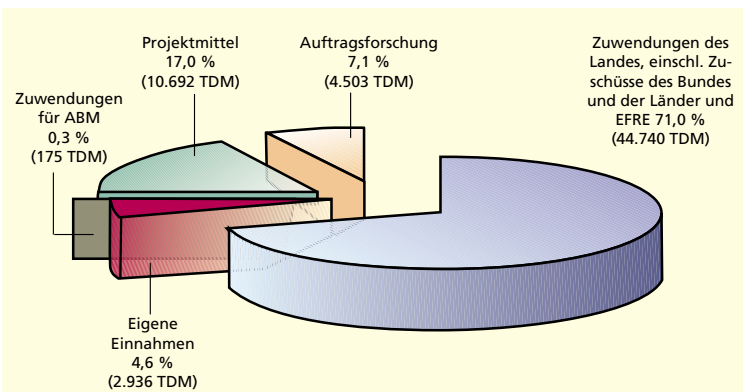 Projektmittel
17,0 %
(10.692 TDM)
Auftragsforschung
7,1 %
(4.503 TDM)
Zuwendungen des
Landes, einschl. Zu-
schüsse des Bundes
und der Länder und
EFRE 71,0 %
(44.740 TDM)
Zuwendungen
für ABM
0,3 %
(175 TDM)
Eigene
Einnahmen
4,6 %
(2.936 TDM)